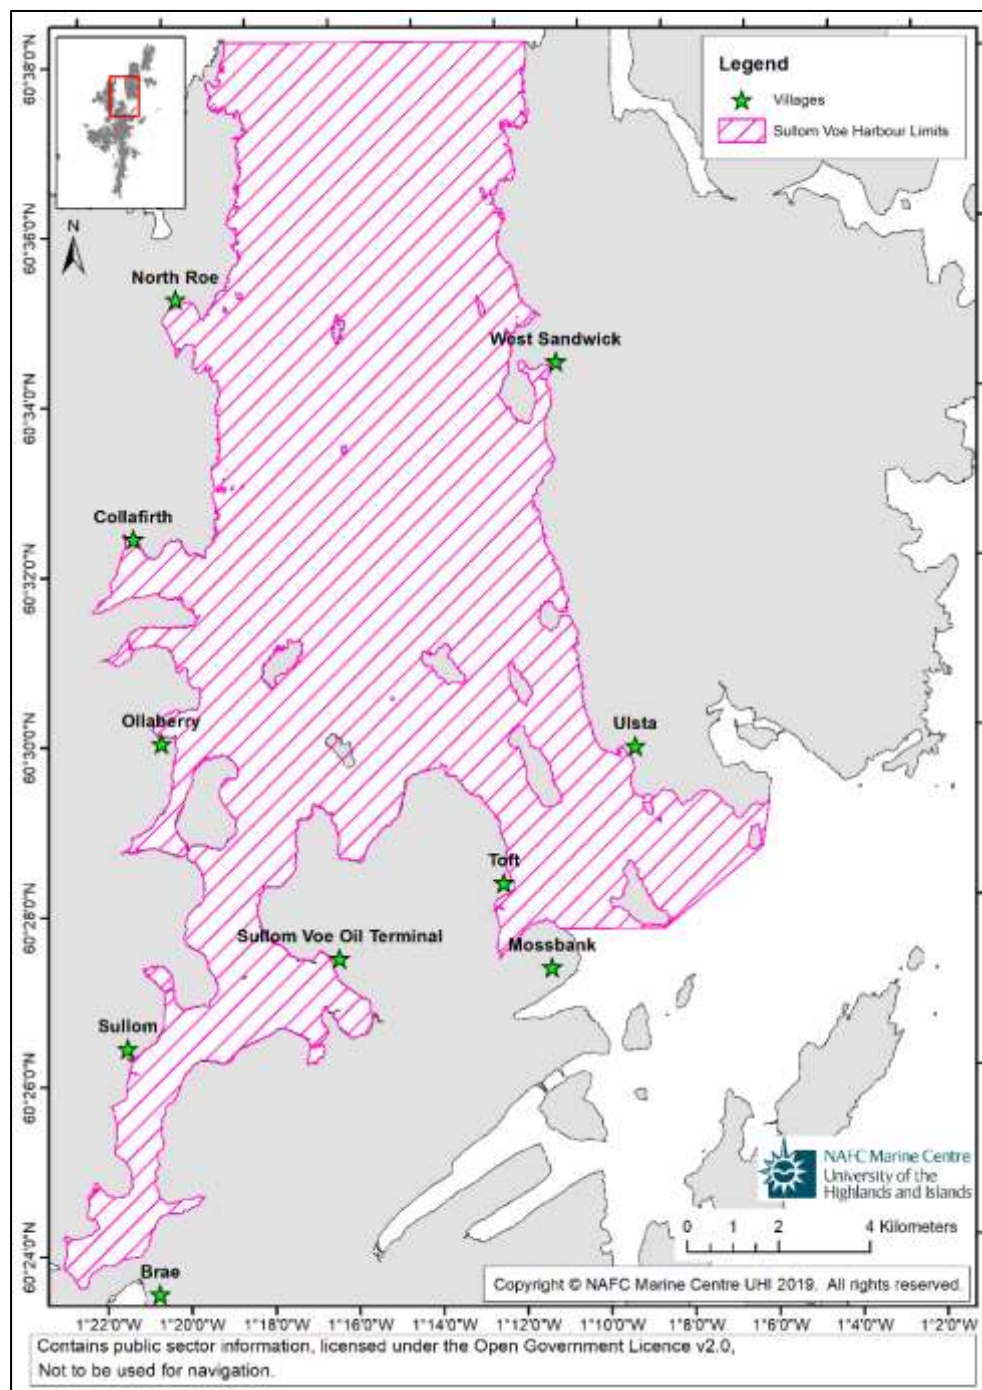 Legend
Villages
Sullom Voe Harbour Limits
N
60°38'0"N
60°36'0"N
60°34'0"N
60°32'0"N
60°30'0"N
60°28'0"N
60°26'0"N
60°24'0"N
North Roe
West Sandwick
Collafirth
Ollaberry
Ulsta
Toft
Sullom Voe Oil Terminal
Mossbank
Sullom
Brae
NAFC Marine Centre
University of the
Highlands and Islands
0 1 2 4 Kilometers
Copyright © NAFC Marine Centre UHI 2019. All rights reserved.
1°22'0"W 1°20'0"W 1°18'0"W 1°16'0"W 1°14'0"W 1°12'0"W 1°10'0"W 1°8'0"W 1°6'0"W 1°4'0"W 1°2'0"W
Contains public sector information, licensed under the Open Government Licence v2.0,
Not to be used for navigation.